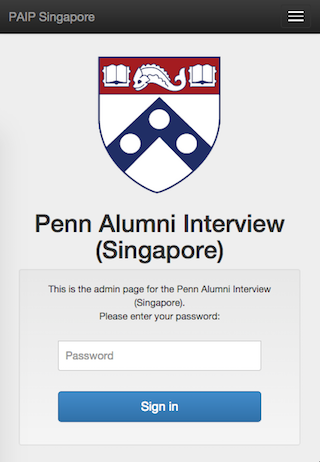 PAIP Singapore
Penn Alumni Interview
(Singapore)
This is the admin page for the Penn Alumni Interview
(Singapore).
Please enter your password:
Password
Sign in